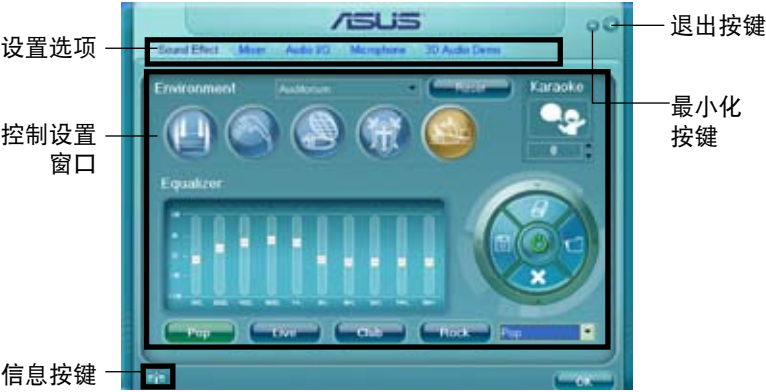 ASUS
退出按键
设置选项
Sound Effect Mixer Audio I/O Microphone 3D Audio Demo
最小化
按键
Environment Auditorium Reset Karaoke
控制设置
窗口
0
Equalizer
Pop Live Club Rock Pop
信息按键
OK